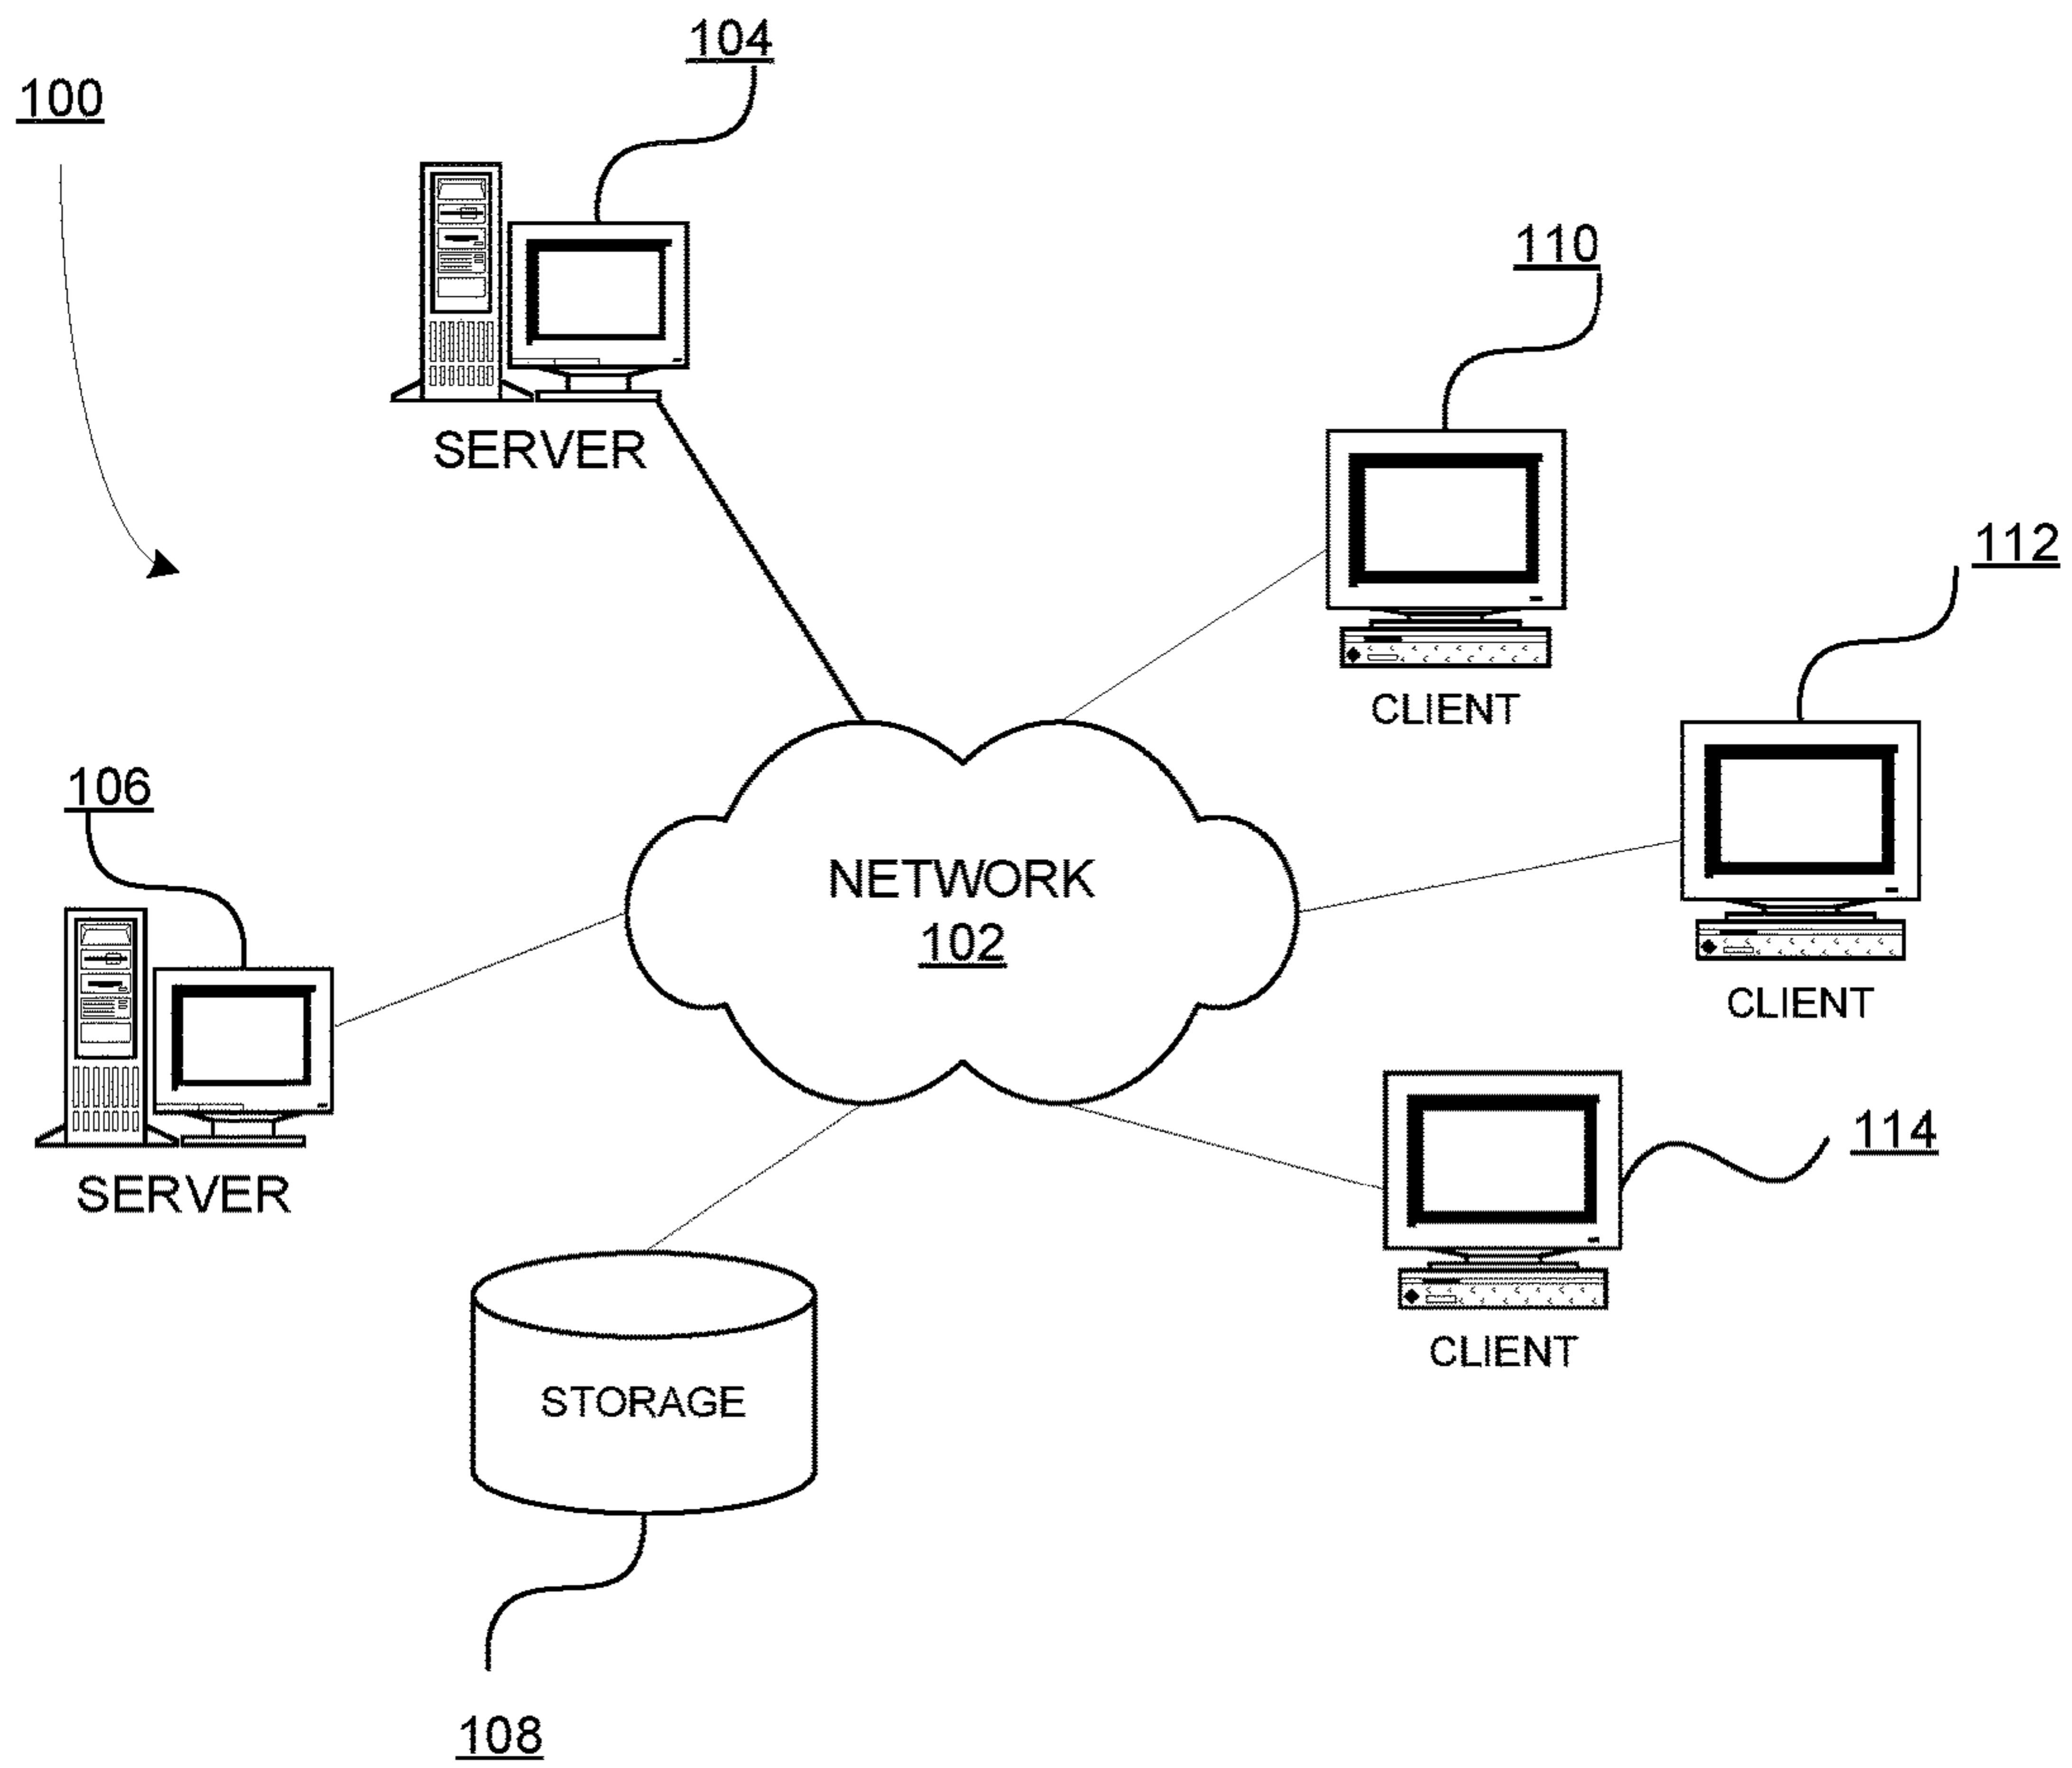 104
100
SERVER
110
CLIENT
112
CLIENT
106
SERVER
NETWORK
102
114
CLIENT
STORAGE
108